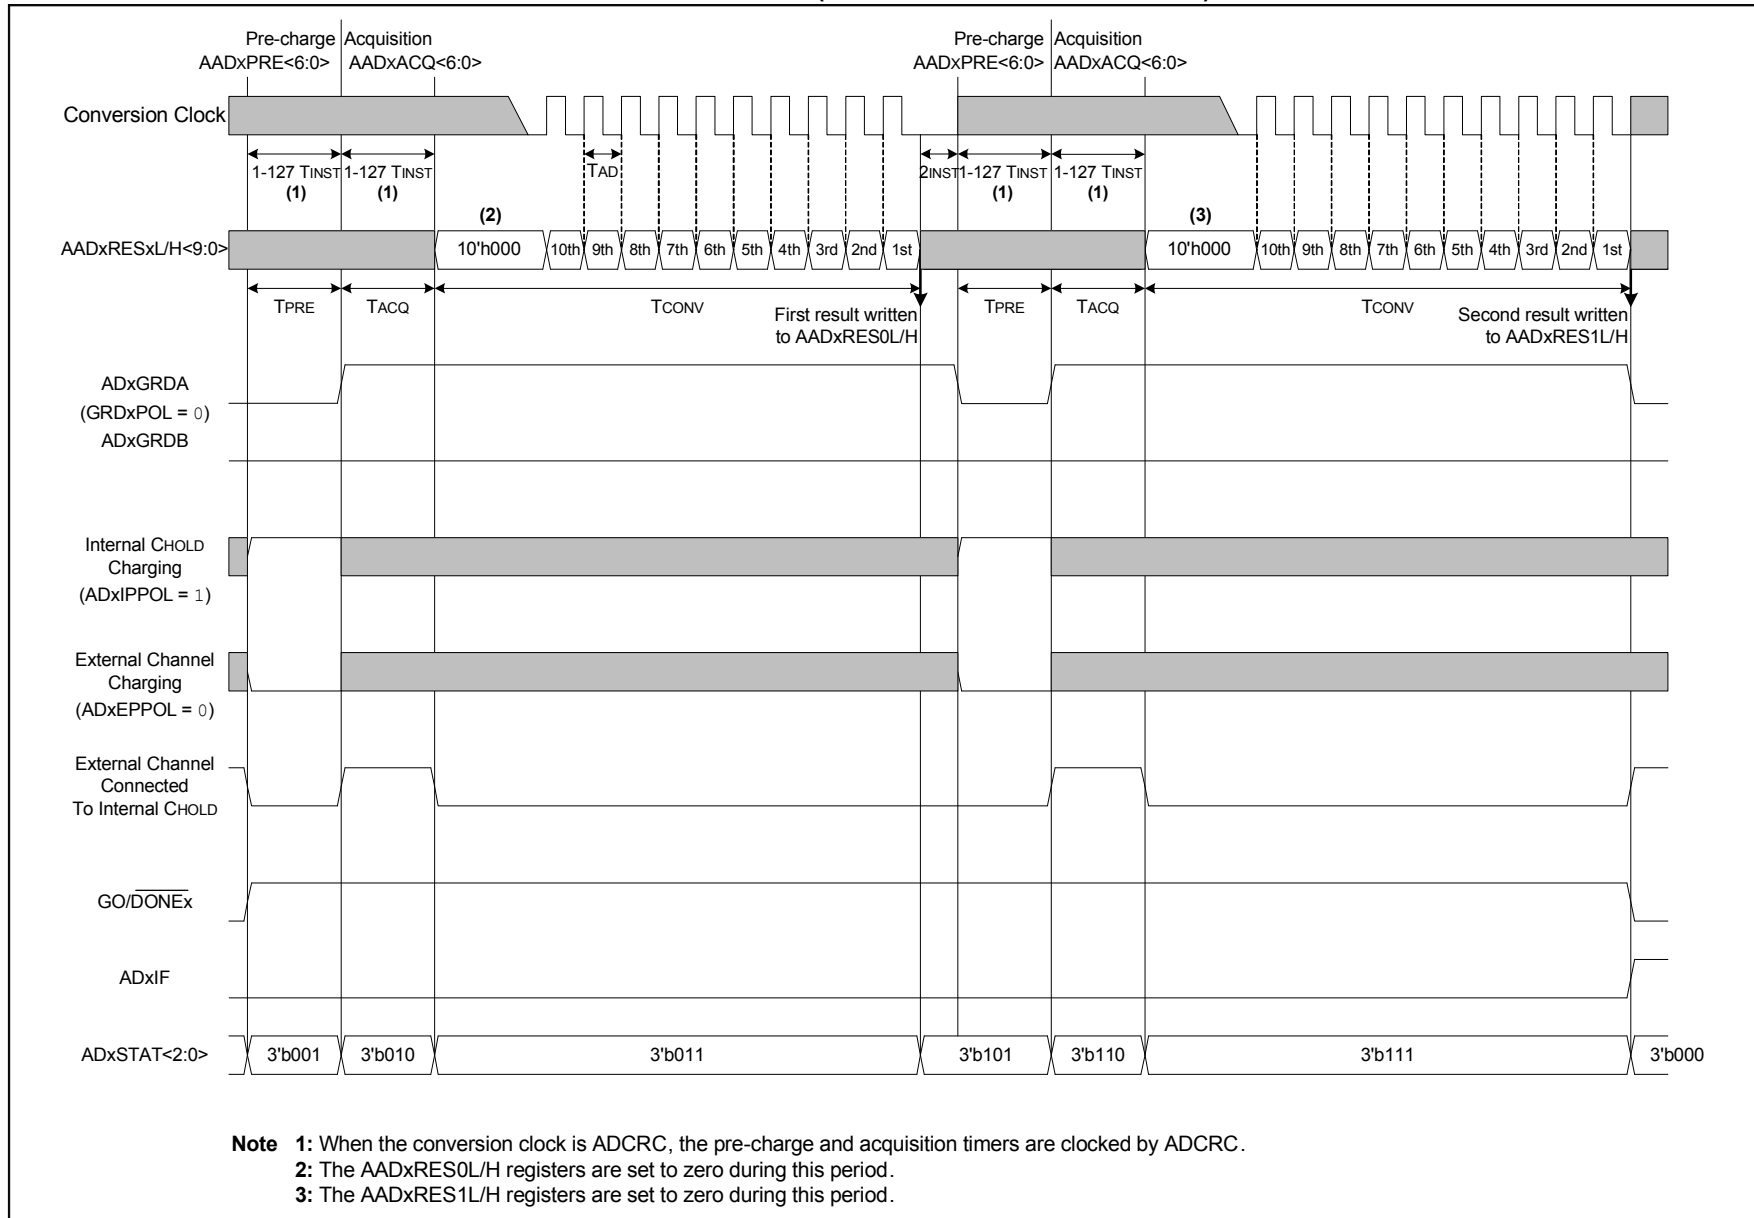 Pre-charge Acquisition Pre-charge Acquisition
AADxPRE<6:0> AADxACQ<6:0> AADxPRE<6:0> AADxACQ<6:0>
Conversion Clock
1-127 TINST 1-127 TINST TAD 2INST 1-127 TINST 1-127 TINST
(1) (1) (1) (1)
(2) (3)
AADxRESxL/H<9:0> 10'h000 10th 9th 8th 7th 6th 5th 4th 3rd 2nd 1st 10'h000 10th 9th 8th 7th 6th 5th 4th 3rd 2nd 1st
TPRE TACQ TCONV TPRE TACQ TCONV
First result written Second result written
to AADxRES0L/H to AADxRES1L/H
ADxGRDA
(GRDxPOL = 0)
ADxGRDB
Internal CHOLD
Charging
(ADxIPPOL = 1)
External Channel
Charging
(ADxEPPOL = 0)
External Channel
Connected
To Internal CHOLD
GO/DONEx
ADxIF
ADxSTAT<2:0> 3'b001 3'b010 3'b011 3'b101 3'b110 3'b111 3'b000
Note 1: When the conversion clock is ADCRC, the pre-charge and acquisition timers are clocked by ADCRC.
2: The AADxRES0L/H registers are set to zero during this period.
3: The AADxRES1L/H registers are set to zero during this period.